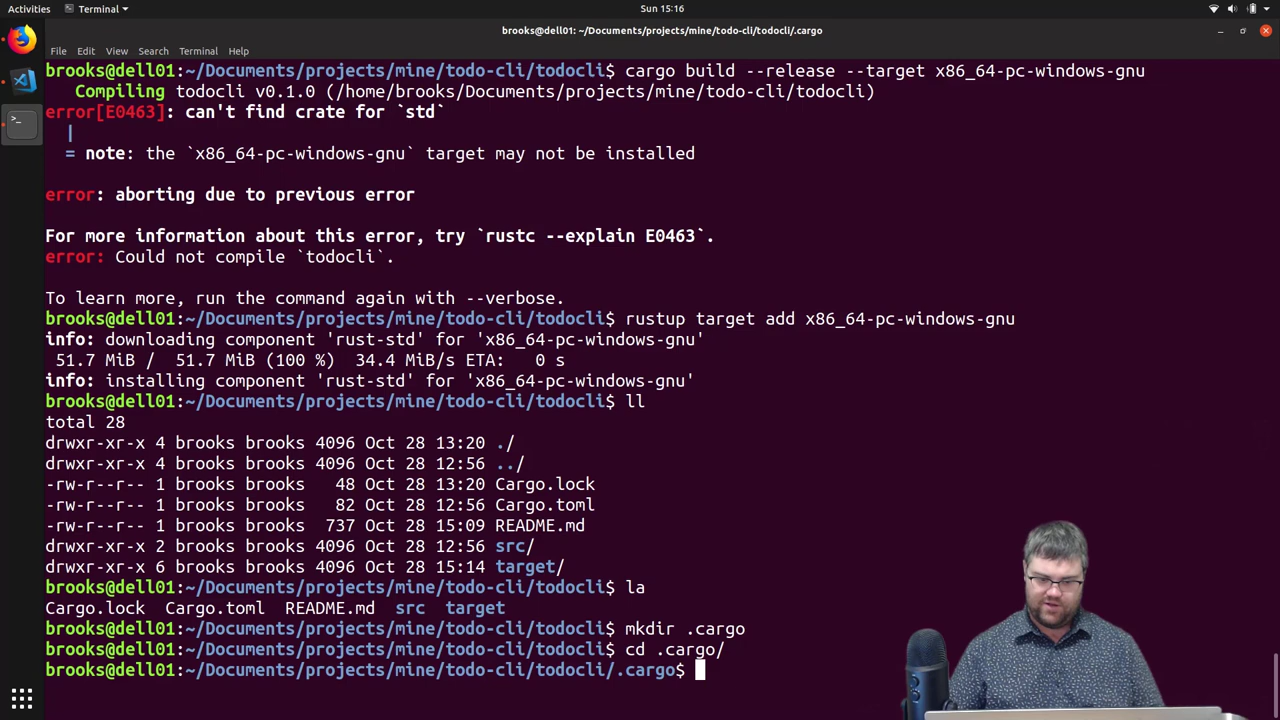 Activities
Terminal
Sun 15:16
brooks@dell01: ~/Documents/projects/mine/todo-cli/todocli/.cargo
File Edit View Search Terminal Help
brooks@dell01:~/Documents/projects/mine/todo-cli/todocli$ cargo build --release --target x86_64-pc-windows-gnu
Compiling todocli v0.1.0 (/home/brooks/Documents/projects/mine/todo-cli/todocli)
error[E0463]: can't find crate for `std`
|
= note: the `x86_64-pc-windows-gnu` target may not be installed
error: aborting due to previous error
For more information about this error, try `rustc --explain E0463`.
error: Could not compile `todocli`.
To learn more, run the command again with --verbose.
brooks@dell01:~/Documents/projects/mine/todo-cli/todocli$ rustup target add x86_64-pc-windows-gnu
info: downloading component 'rust-std' for 'x86_64-pc-windows-gnu'
51.7 MiB / 51.7 MiB (100 %) 34.4 MiB/s ETA: 0 s
info: installing component 'rust-std' for 'x86_64-pc-windows-gnu'
brooks@dell01:~/Documents/projects/mine/todo-cli/todocli$ ll
total 28
drwxr-xr-x 4 brooks brooks 4096 Oct 28 13:20 ./
drwxr-xr-x 4 brooks brooks 4096 Oct 28 12:56 ../
-rw-r--r-- 1 brooks brooks 48 Oct 28 13:20 Cargo.lock
-rw-r--r-- 1 brooks brooks 82 Oct 28 12:56 Cargo.toml
-rw-r--r-- 1 brooks brooks 737 Oct 28 15:09 README.md
drwxr-xr-x 2 brooks brooks 4096 Oct 28 12:56 src/
drwxr-xr-x 6 brooks brooks 4096 Oct 28 15:14 target/
brooks@dell01:~/Documents/projects/mine/todo-cli/todocli$ la
Cargo.lock Cargo.toml README.md src target
brooks@dell01:~/Documents/projects/mine/todo-cli/todocli$ mkdir .cargo
brooks@dell01:~/Documents/projects/mine/todo-cli/todocli$ cd .cargo/
brooks@dell01:~/Documents/projects/mine/todo-cli/todocli/.cargo$